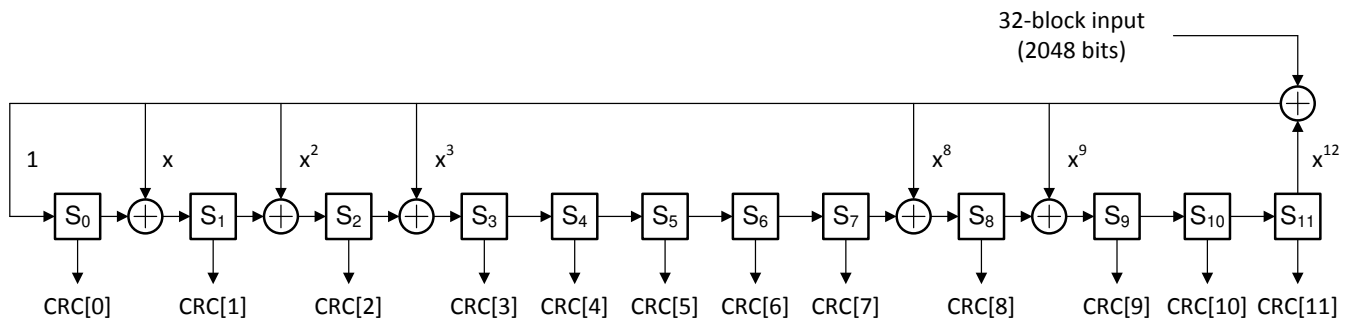 32-block input
(2048 bits)
1 x x² x³ x⁸ x⁹ x¹²
S₀ S₁ S₂ S₃ S₄ S₅ S₆ S₇ S₈ S₉ S₁₀ S₁₁
CRC[0] CRC[1] CRC[2] CRC[3] CRC[4] CRC[5] CRC[6] CRC[7] CRC[8] CRC[9] CRC[10] CRC[11]